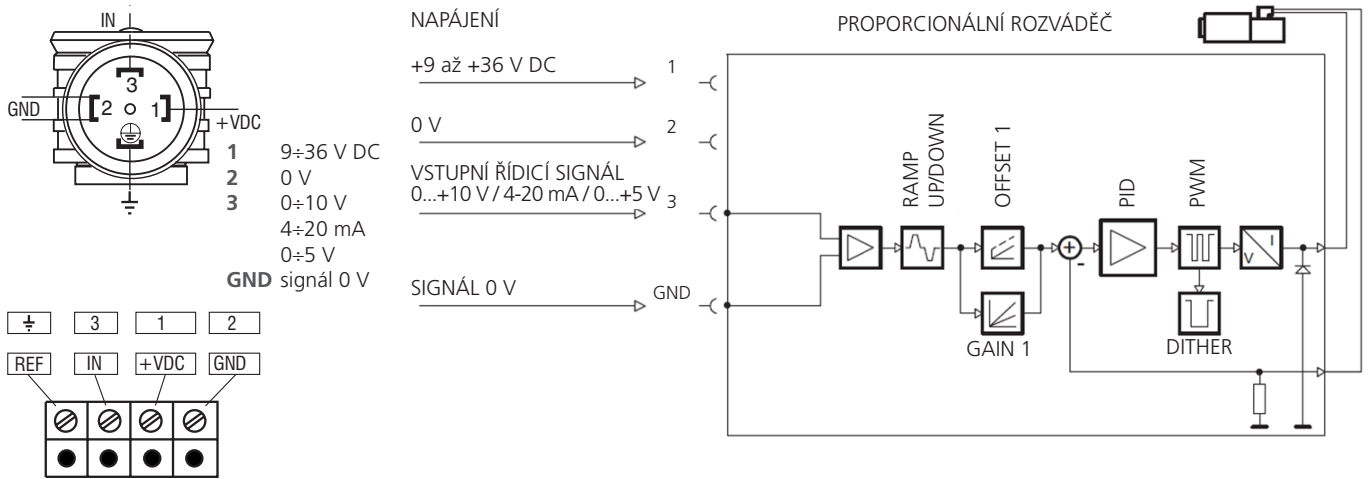 IN
3
2
1
GND
+VDC
1 9÷36 V DC
2 0 V
3 0÷10 V
4÷20 mA
0÷5 V
GND signál 0 V
3 1 2
REF IN +VDC GND
NAPÁJENÍ
+9 až +36 V DC 1
0 V 2
VSTUPNÍ ŘÍDICÍ SIGNÁL
0...+10 V / 4-20 mA / 0...+5 V 3
SIGNÁL 0 V GND
PROPORCIONÁLNÍ ROZVÁDĚČ
RAMP
UP/DOWN
OFFSET 1
GAIN 1
+
-
PID
PWM
DITHER
I
V